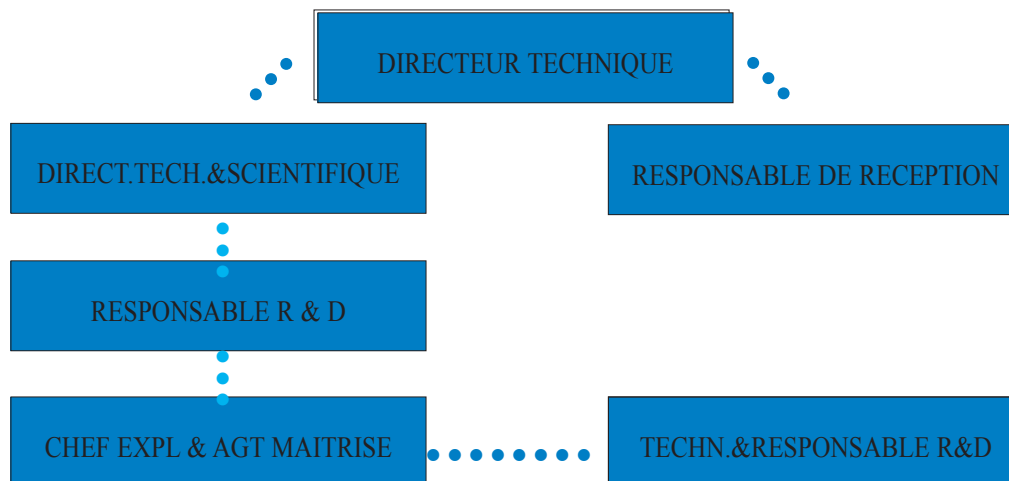 DIRECTEUR TECHNIQUE
DIRECT.TECH.&SCIENTIFIQUE
RESPONSABLE DE RECEPTION
RESPONSABLE R & D
CHEF EXPL & AGT MAITRISE
TECHN.&RESPONSABLE R&D